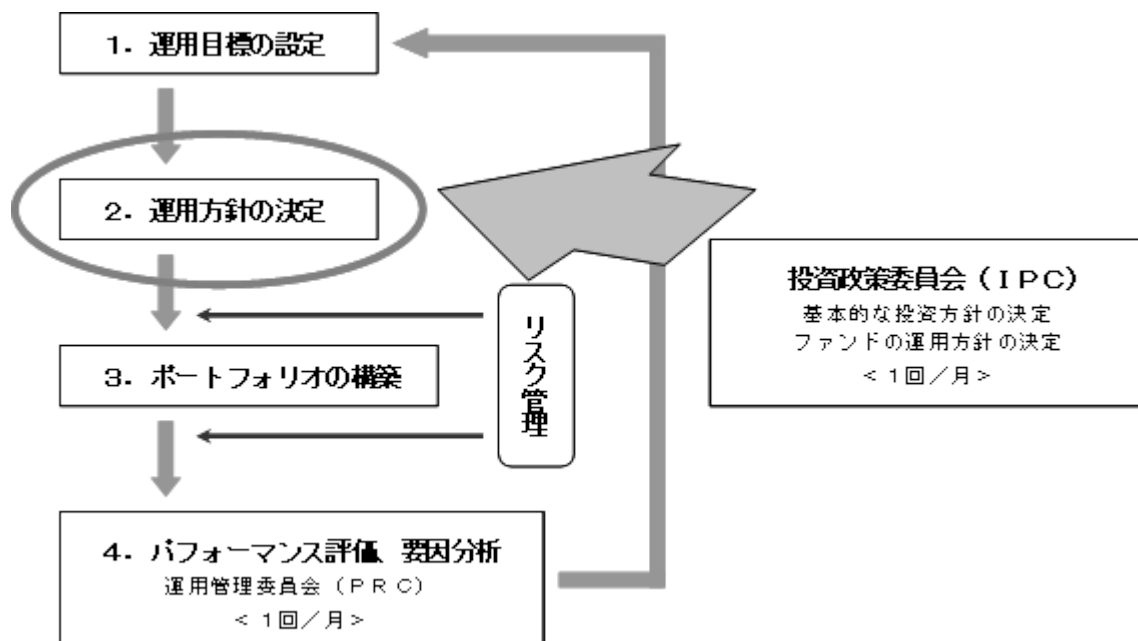 １．運用目標の設定
２．運用方針の決定
投資政策委員会（ＩＰＣ）
基本的な投資方針の決定
ファンドの運用方針の決定
＜１回／月＞
リスク管理
３．ポートフォリオの構築
４．パフォーマンス評価、要因分析
運用管理委員会（ＰＲＣ）
＜１回／月＞